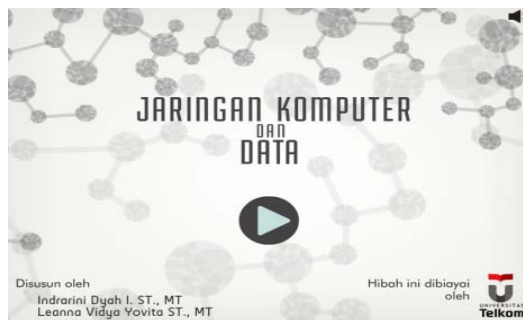 JARINGAN KOMPUTER
DAN
DATA
Disusun oleh
Indrarini Dyah I. ST., MT
Leanna Vidya Yovita ST., MT
Hibah ini dibiayai
oleh
UNIVERSITAS
Telkom